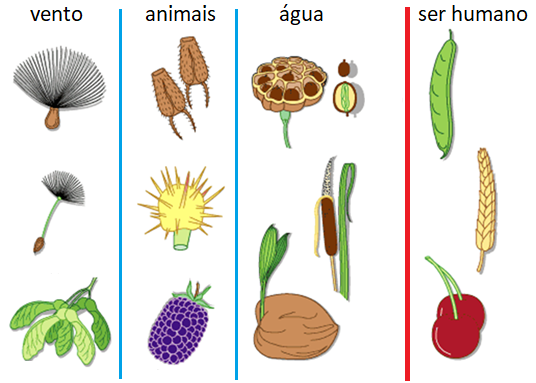 vento
animais
água
ser humano